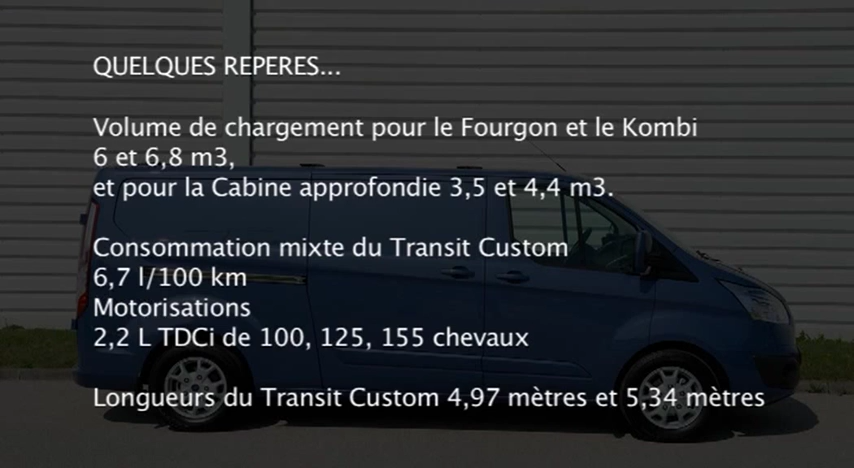 QUELQUES REPERES...
Volume de chargement pour le Fourgon et le Kombi
6 et 6,8 m3,
et pour la Cabine approfondie 3,5 et 4,4 m3.
Consommation mixte du Transit Custom
6,7 l/100 km
Motorisations
2,2 L TDCi de 100, 125, 155 chevaux
Longueurs du Transit Custom 4,97 mètres et 5,34 mètres